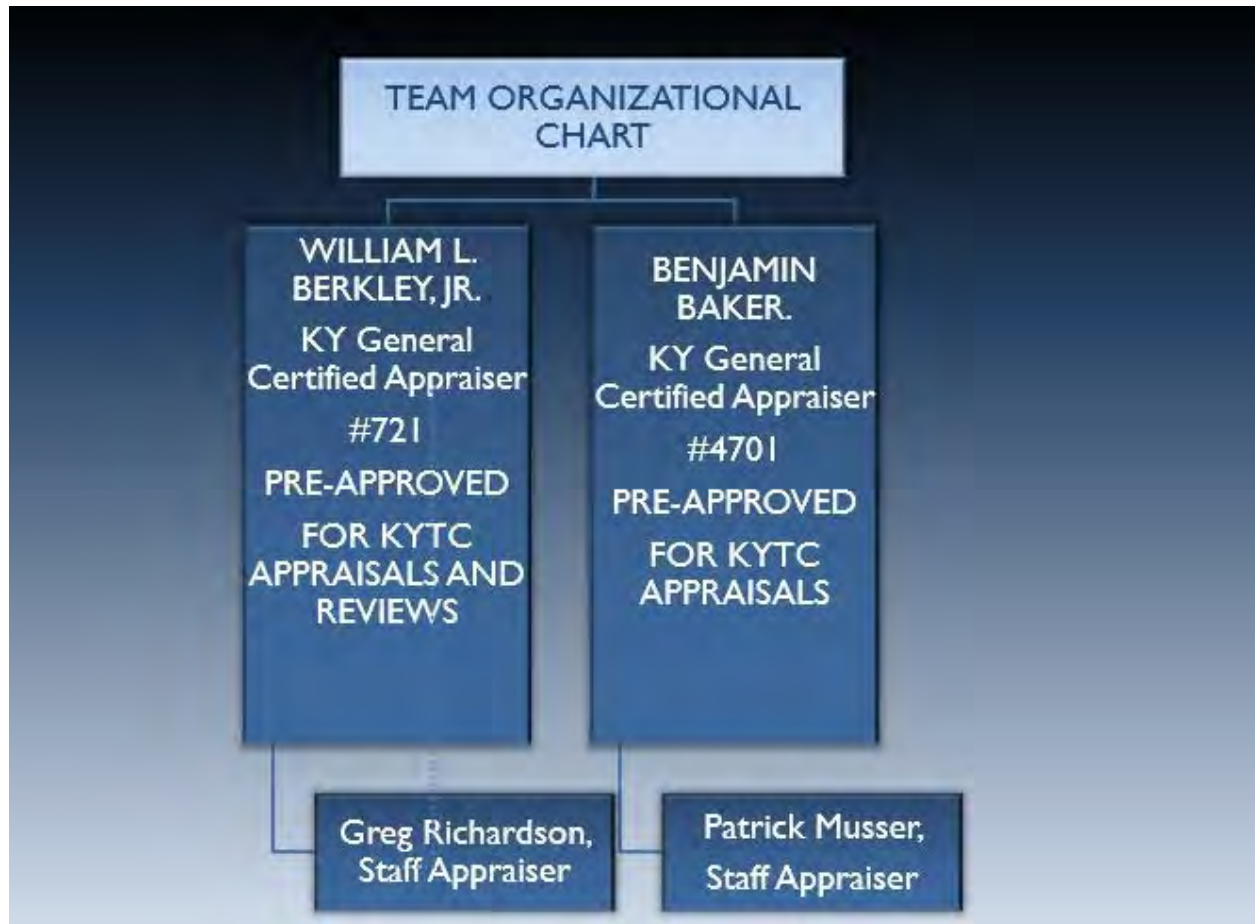 TEAM ORGANIZATIONAL
CHART
WILLIAM L.
BERKLEY, JR.
KY General
Certified Appraiser
#721
PRE-APPROVED
FOR KYTC
APPRAISALS AND
REVIEWS
BENJAMIN
BAKER.
KY General
Certified Appraiser
#4701
PRE-APPROVED
FOR KYTC
APPRAISALS
Greg Richardson,
Staff Appraiser
Patrick Musser,
Staff Appraiser